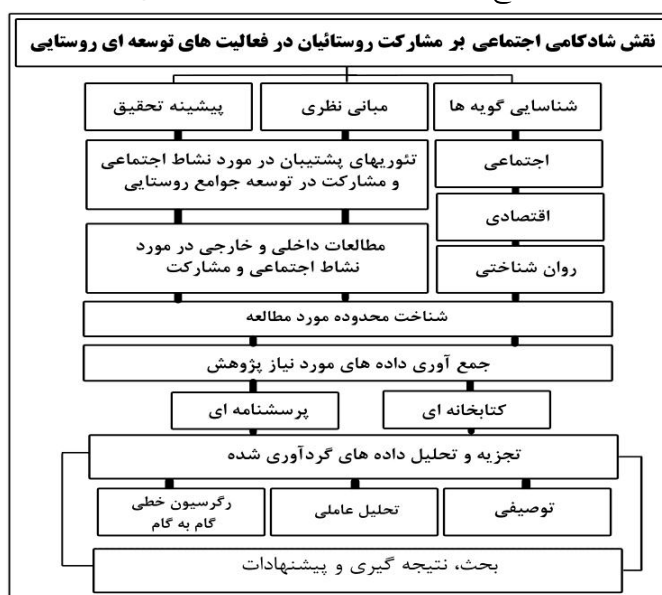 نقش شادکامی اجتماعی بر مشارکت روستائیان در فعالیت های توسعه ای روستایی
شناسایی گویه ها
مبانی نظری
پیشینه تحقیق
اجتماعی
تئوریهای پشتیبان در مورد نشاط اجتماعی
و مشارکت در توسعه جوامع روستایی
اقتصادی
مطالعات داخلی و خارجی در مورد
نشاط اجتماعی و مشارکت
روان شناختی
شناخت محدوده مورد مطالعه
جمع آوری داده های مورد نیاز پژوهش
کتابخانه ای
پرسشنامه ای
تجزیه و تحلیل داده های گردآوری شده
توصیفی
تحلیل عاملی
رگرسیون خطی
گام به گام
بحث، نتیجه گیری و پیشنهادات